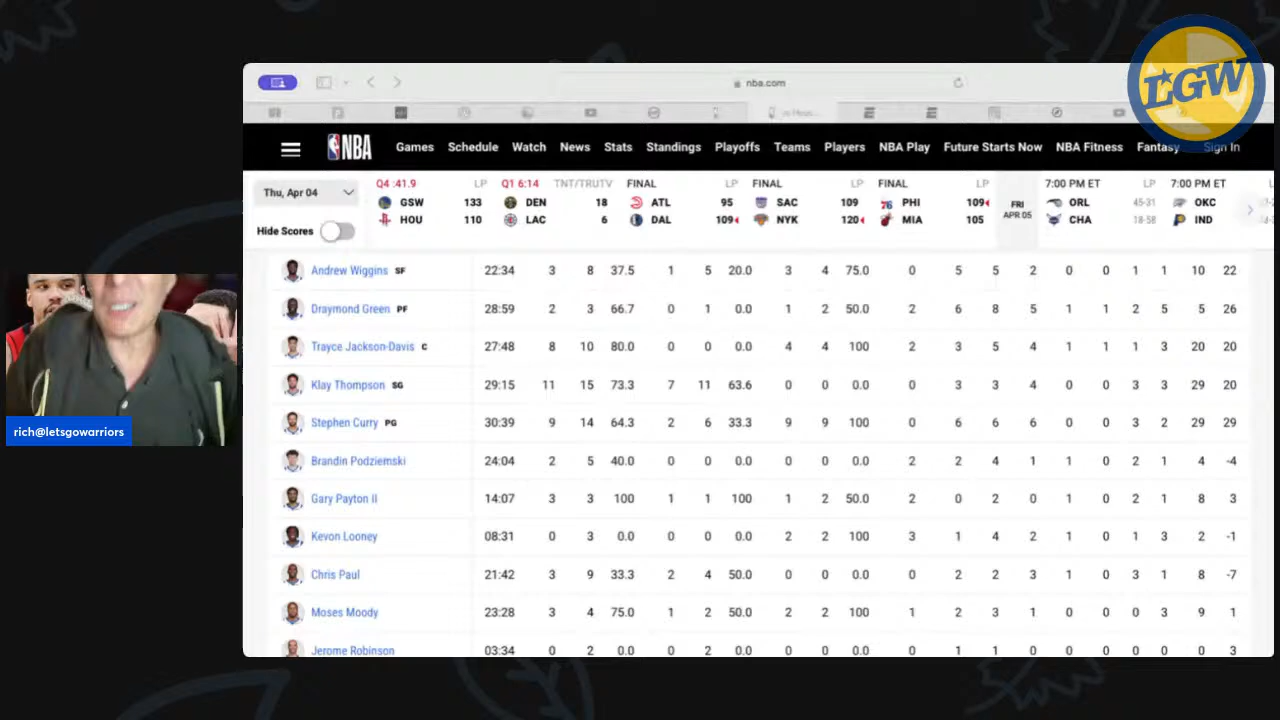 LGW
nba.com
NBA Games Schedule Watch News Stats Standings Playoffs Teams Players NBA Play Future Starts Now NBA Fitness Fantasy Sign In
Thu, Apr 04
Hide Scores
Q4 :41.9 LP
GSW 133
HOU 110
Q1 6:14 TNT/TRUTV
DEN 18
LAC 6
FINAL LP
ATL 95
DAL 109
FINAL LP
SAC 109
NYK 120
FINAL LP
PHI 109
MIA 105
FRI
APR 05
7:00 PM ET LP
ORL 45-31
CHA 18-58
7:00 PM ET
OKC
IND
Andrew Wiggins SF 22:34 3 8 37.5 1 5 20.0 3 4 75.0 0 5 5 2 0 0 1 1 10 22
Draymond Green PF 28:59 2 3 66.7 0 1 0.0 1 2 50.0 2 6 8 5 1 1 2 5 5 26
Trayce Jackson-Davis C 27:48 8 10 80.0 0 0 0.0 4 4 100 2 3 5 4 1 1 1 3 20 20
Klay Thompson SG 29:15 11 15 73.3 7 11 63.6 0 0 0.0 0 3 3 4 0 0 3 3 29 20
Stephen Curry PG 30:39 9 14 64.3 2 6 33.3 9 9 100 0 6 6 6 0 0 3 2 29 29
Brandin Podziemski 24:04 2 5 40.0 0 0 0.0 0 0 0.0 2 2 4 1 1 0 2 1 4 -4
Gary Payton II 14:07 3 3 100 1 1 100 1 2 50.0 2 0 2 0 1 0 2 1 8 3
Kevon Looney 08:31 0 3 0.0 0 0 0.0 2 2 100 3 1 4 2 1 0 1 3 2 -1
Chris Paul 21:42 3 9 33.3 2 4 50.0 0 0 0.0 0 2 2 3 1 0 3 1 8 -7
Moses Moody 23:28 3 4 75.0 1 2 50.0 2 2 100 1 2 3 1 0 0 0 3 9 1
Jerome Robinson 03:34 0 2 0.0 0 2 0.0 0 0 0.0 0 1 1 0 0 0 0 0 0 3
rich@letsgowarriors